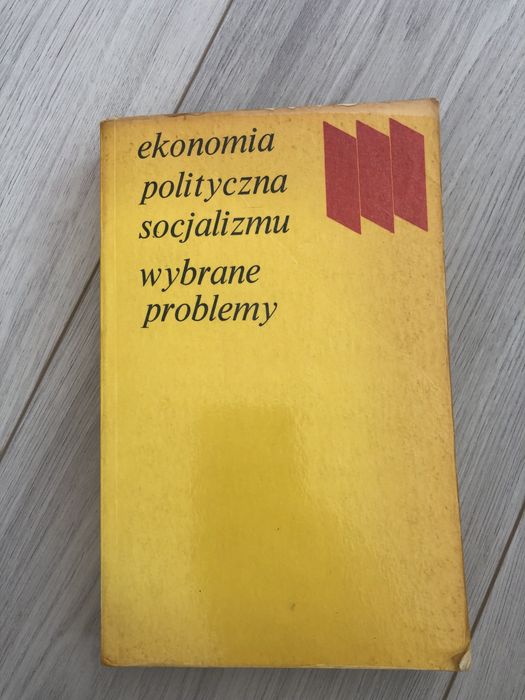 ekonomia
polityczna
socjalizmu
wybrane
problemy